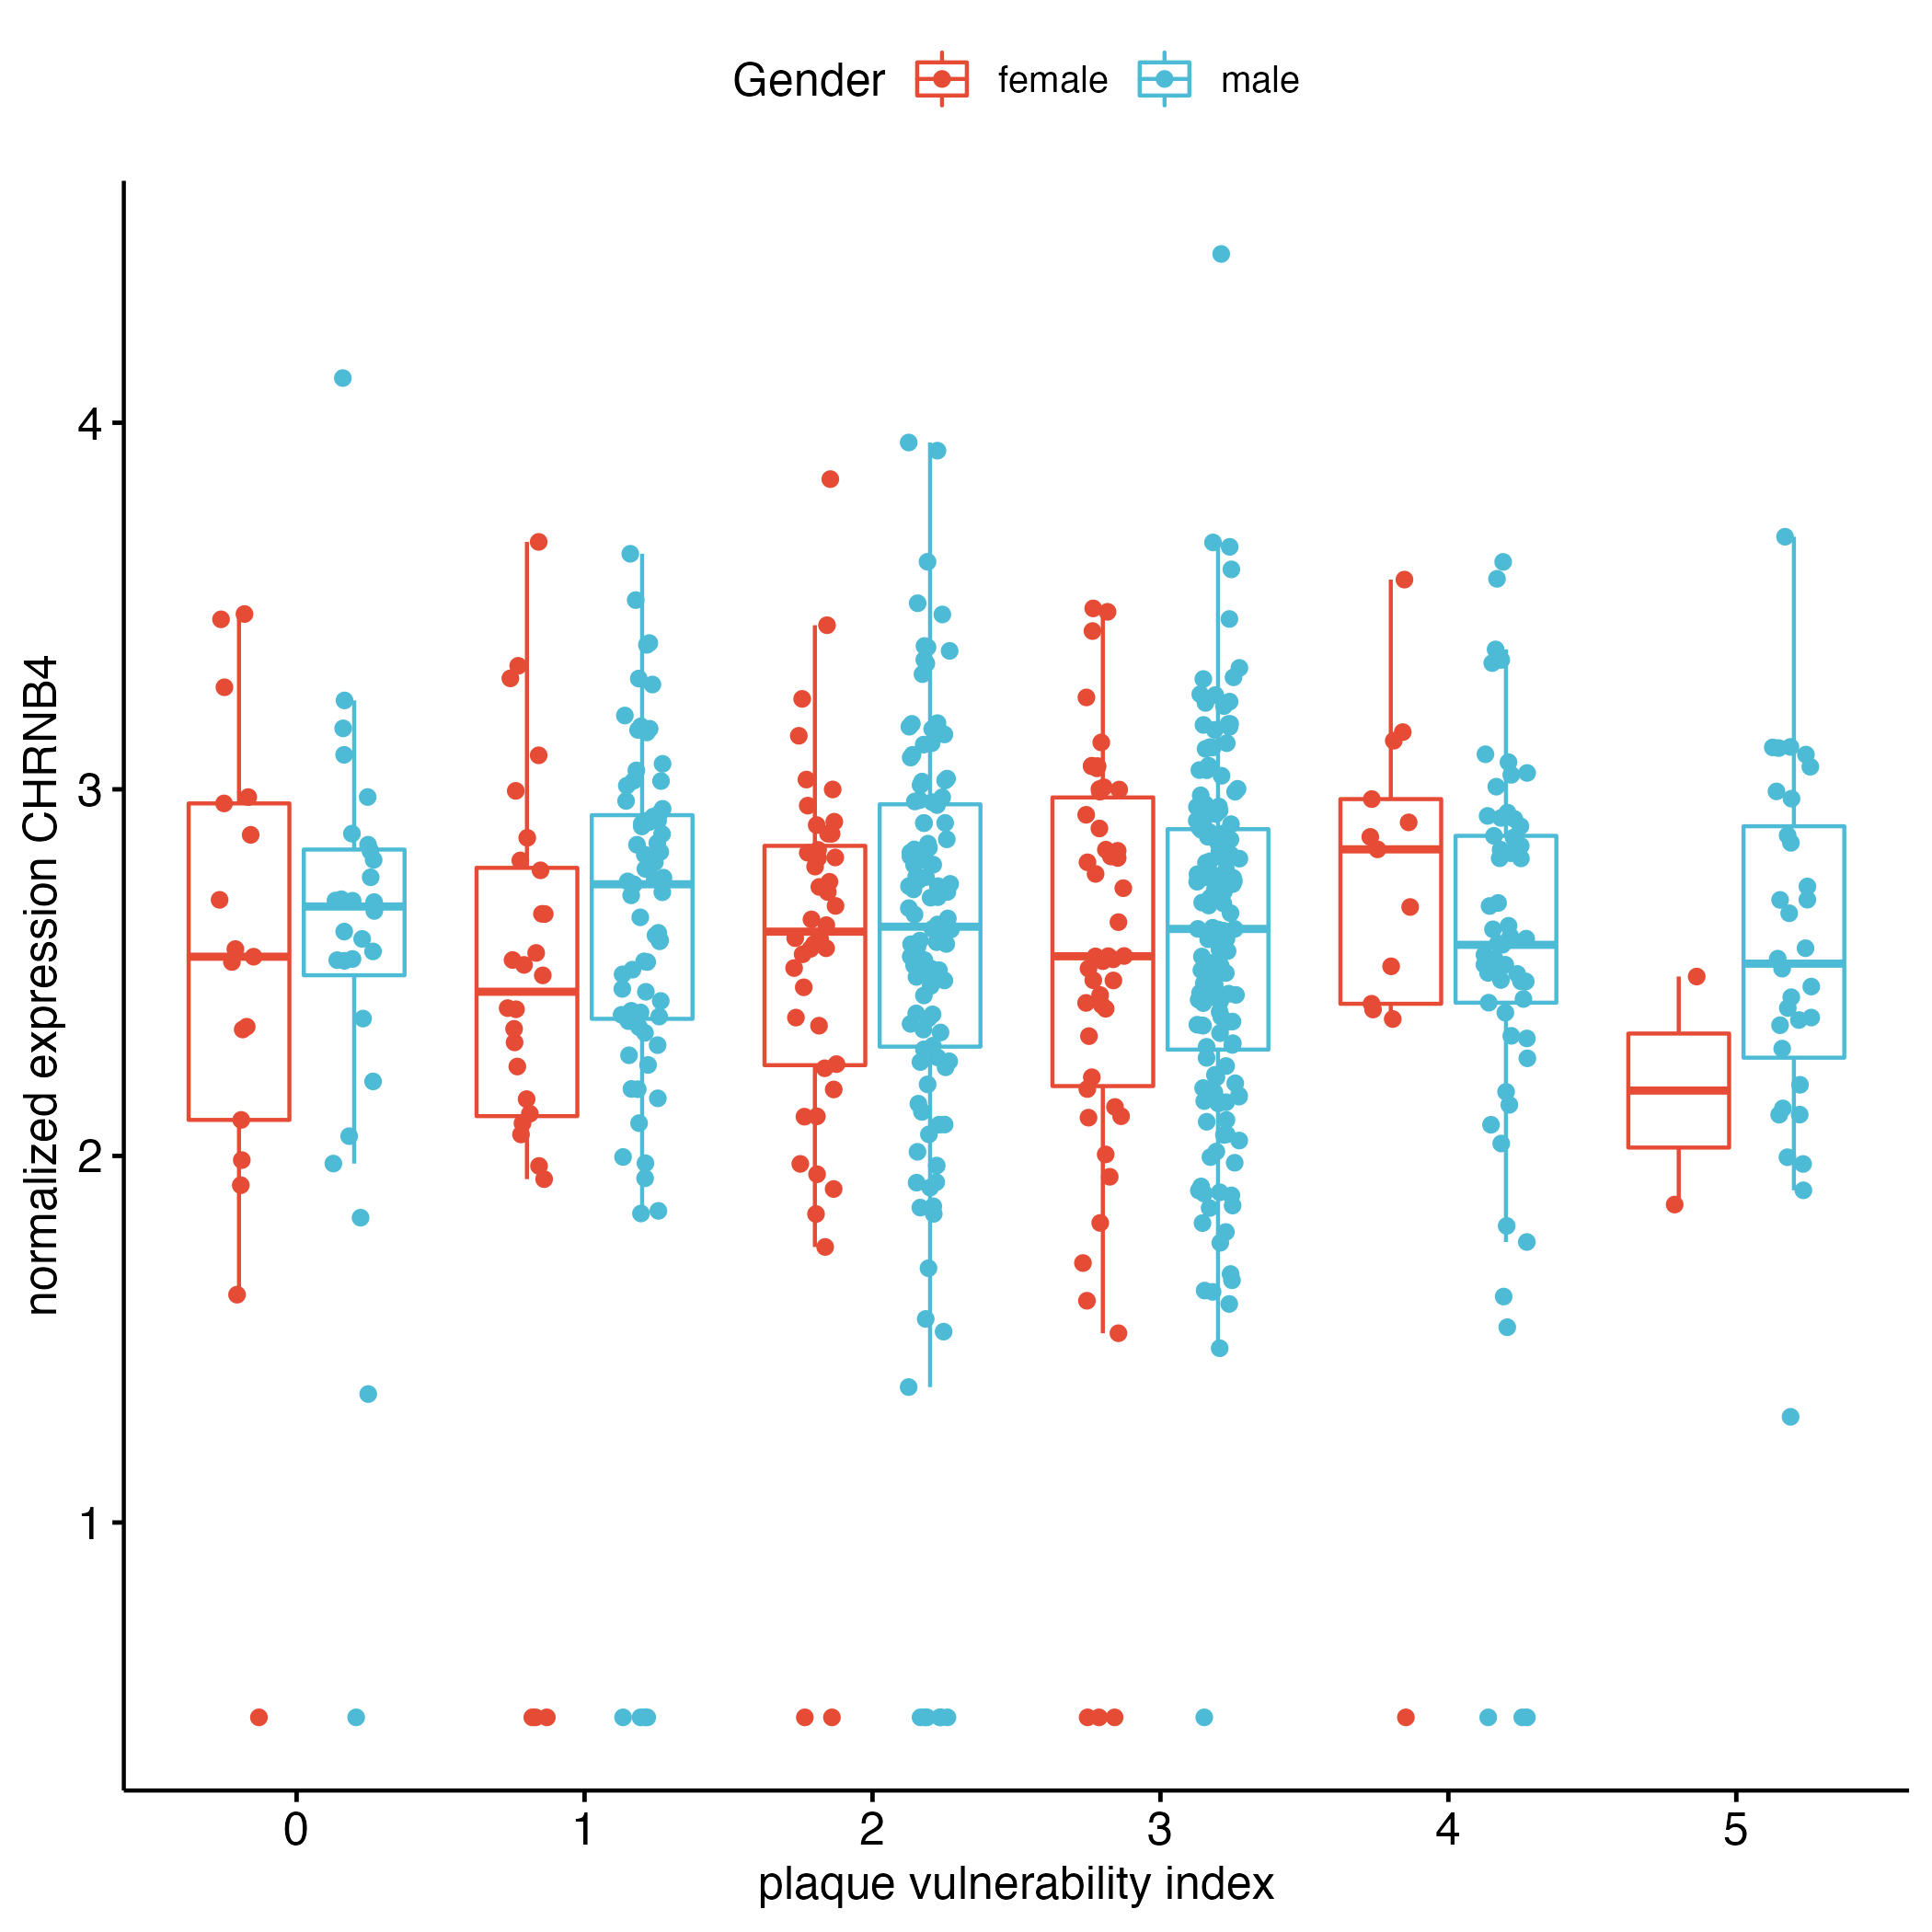 Gender female male
normalized expression CHRNB4
4
3
2
1
0 1 2 3 4 5
plaque vulnerability index